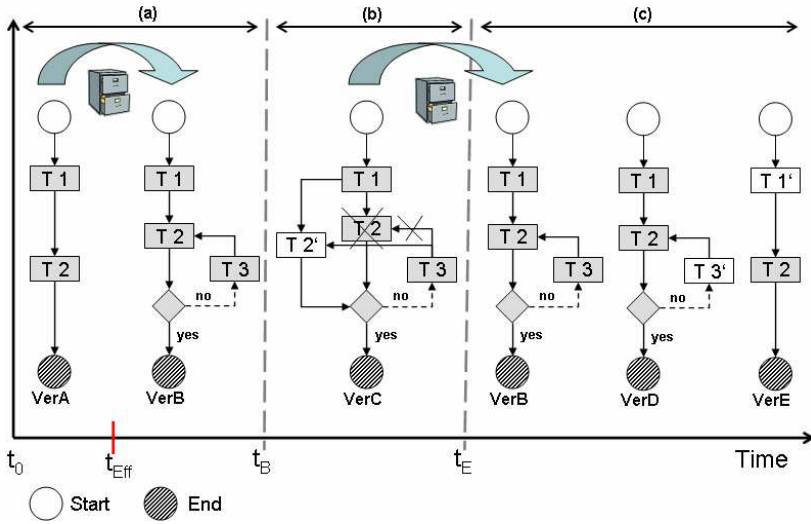 (a) (b) (c)
T 1 T 1 T 1 T 1 T 1 T 1‘
T 2 T 2 T 2 T 2 T 2
T 2‘
T 2 T 3 T 3 T 3 T 3‘ T 2
no no no no
yes yes yes yes
VerA VerB VerC VerB VerD VerE
t0 tEff tB tE Time
Start End